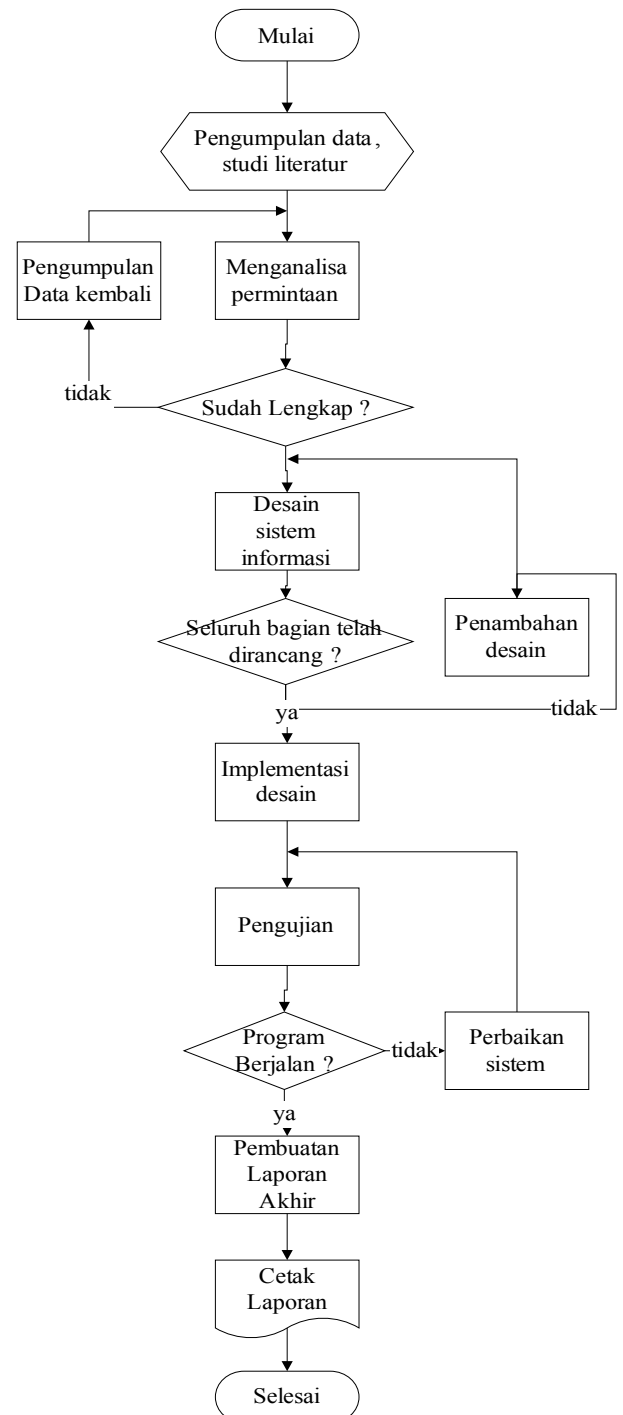 Mulai
Pengumpulan data ,
studi literatur
Pengumpulan
Data kembali
Menganalisa
permintaan
tidak
Sudah Lengkap ?
Desain
sistem
informasi
Seluruh bagian telah
dirancang ?
Penambahan
desain
ya
tidak
Implementasi
desain
Pengujian
Program
Berjalan ?
tidak
Perbaikan
sistem
ya
Pembuatan
Laporan
Akhir
Cetak
Laporan
Selesai